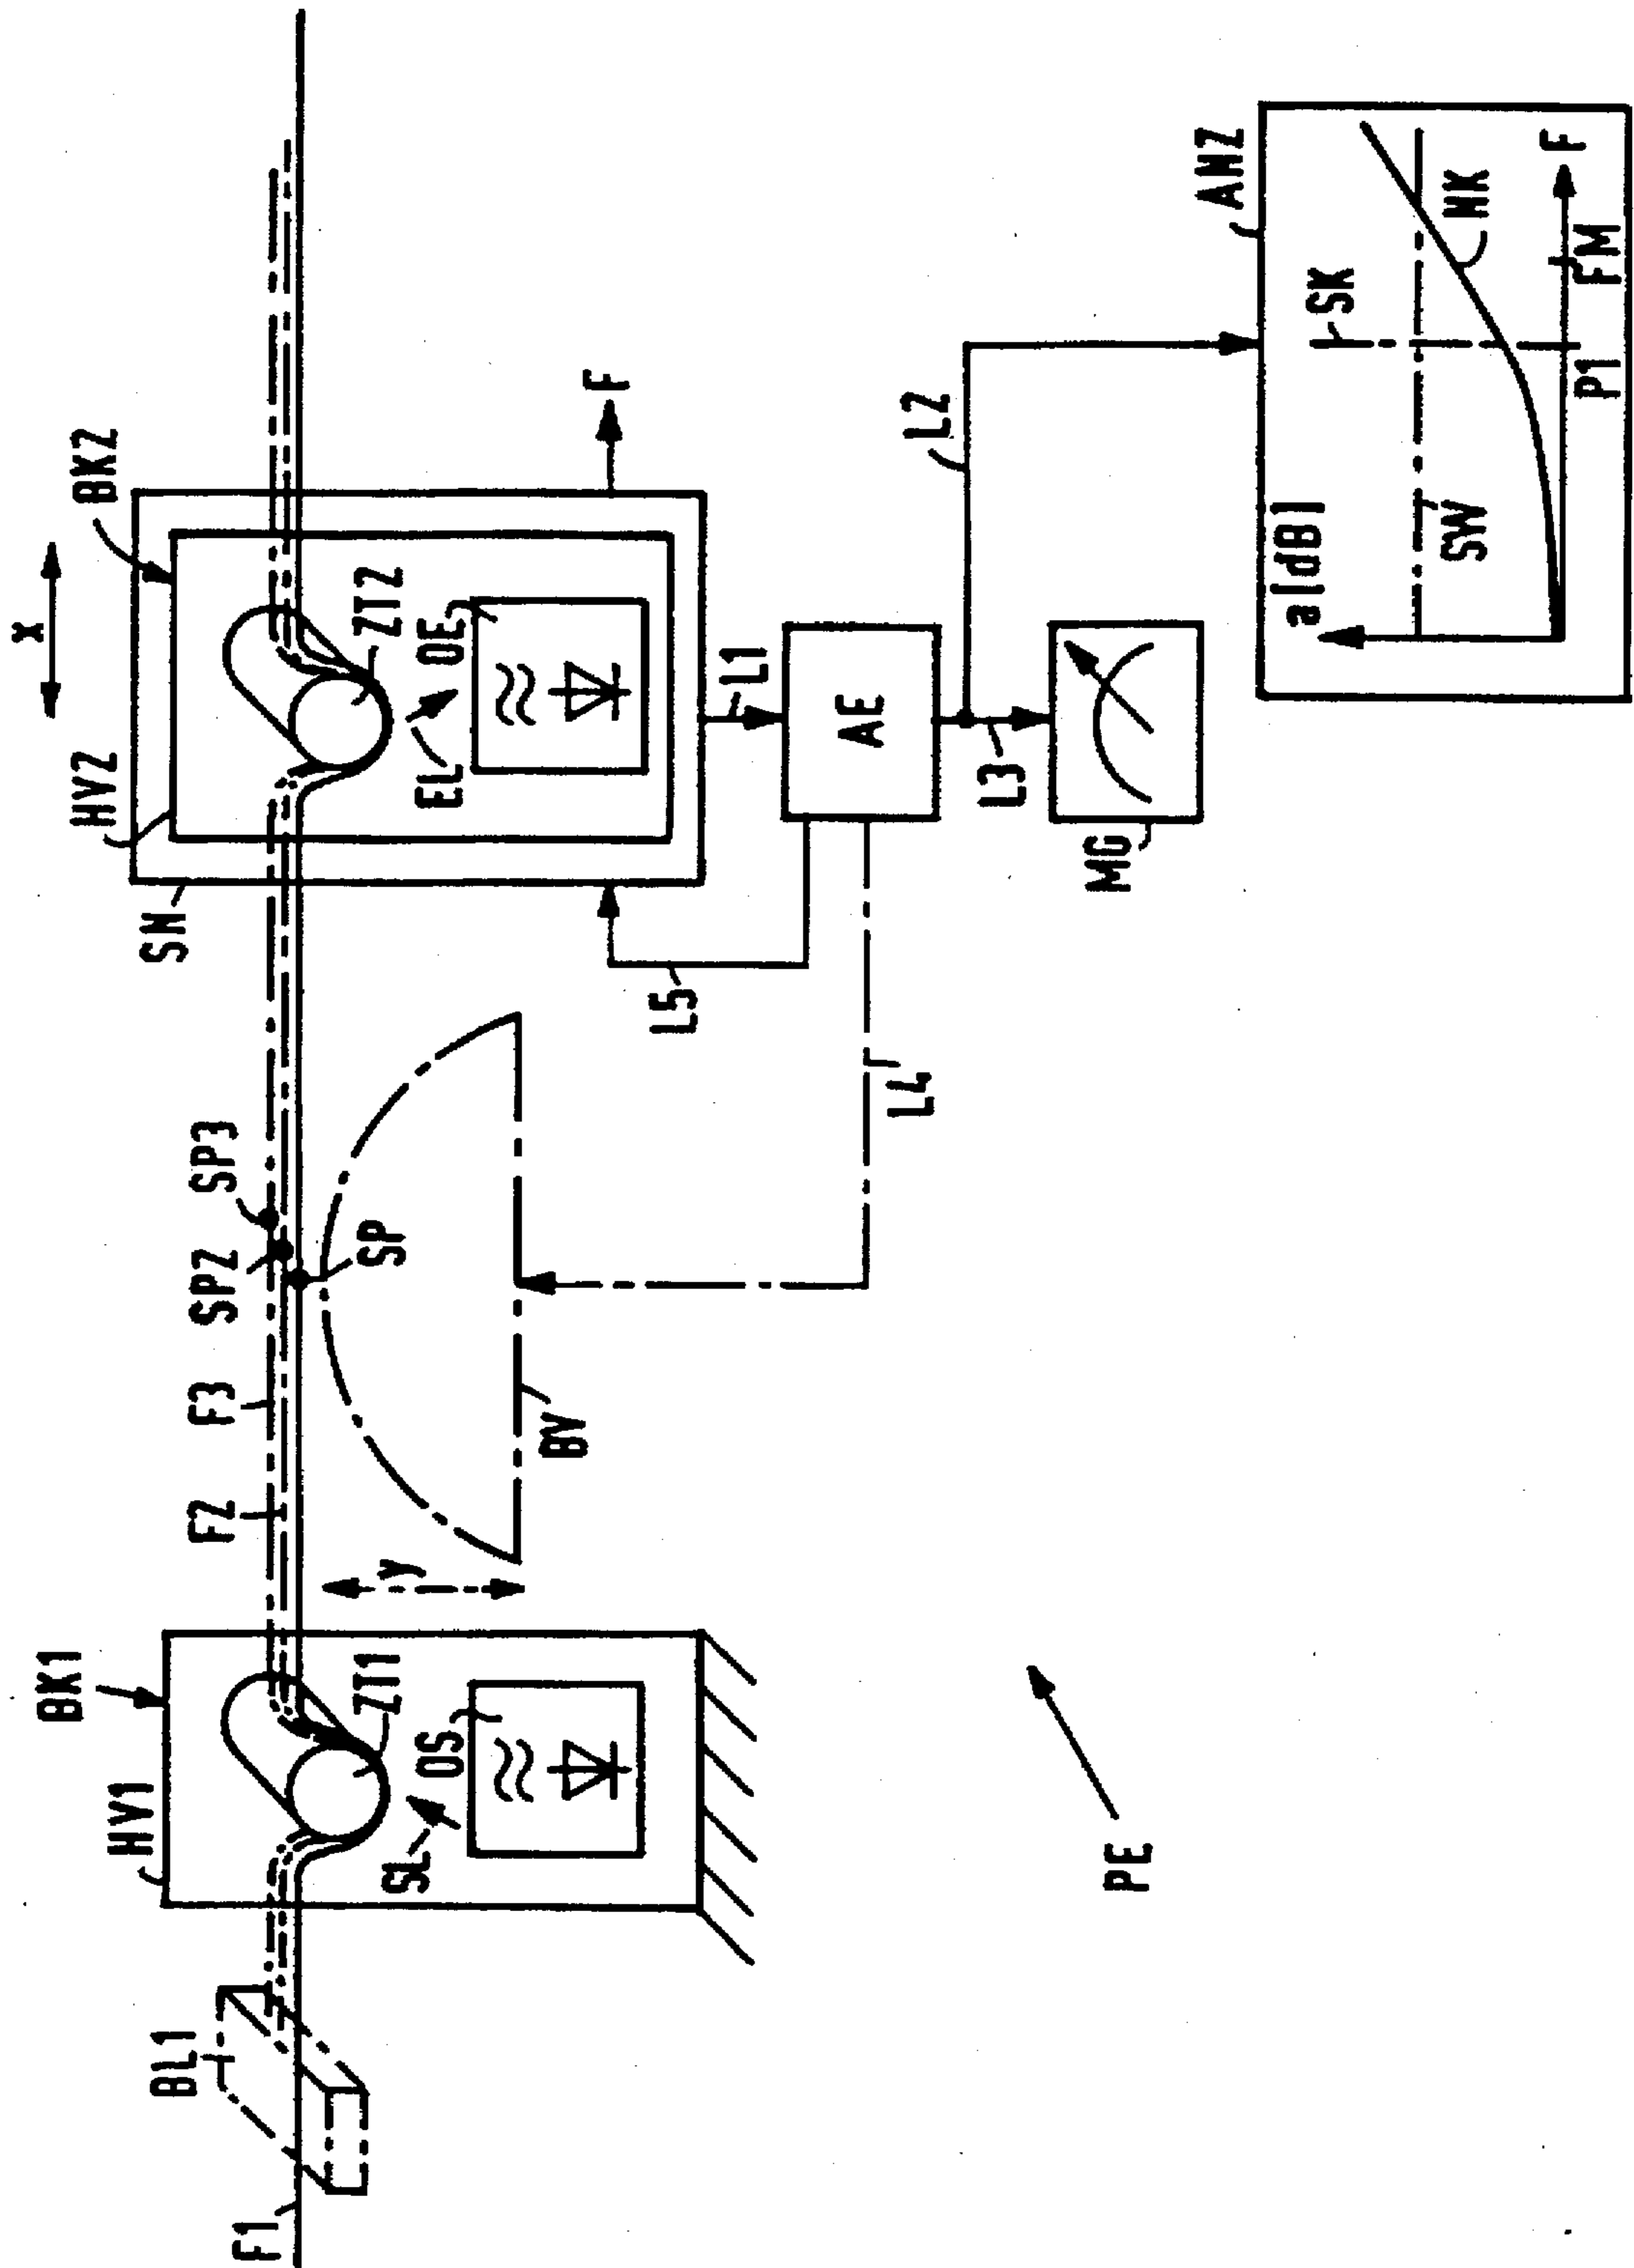 F1
BL1
HV1
BK1
SL
OS
ZT1
F2
F3
SP2
SP3
SP
y
BV
x
SN
HV2
BK2
EL
OE
ZT2
F
L5
L1
AE
L4
L3
L2
MG
ANZ
a[dB]
SK
SW
MK
P1
FM
F
PE